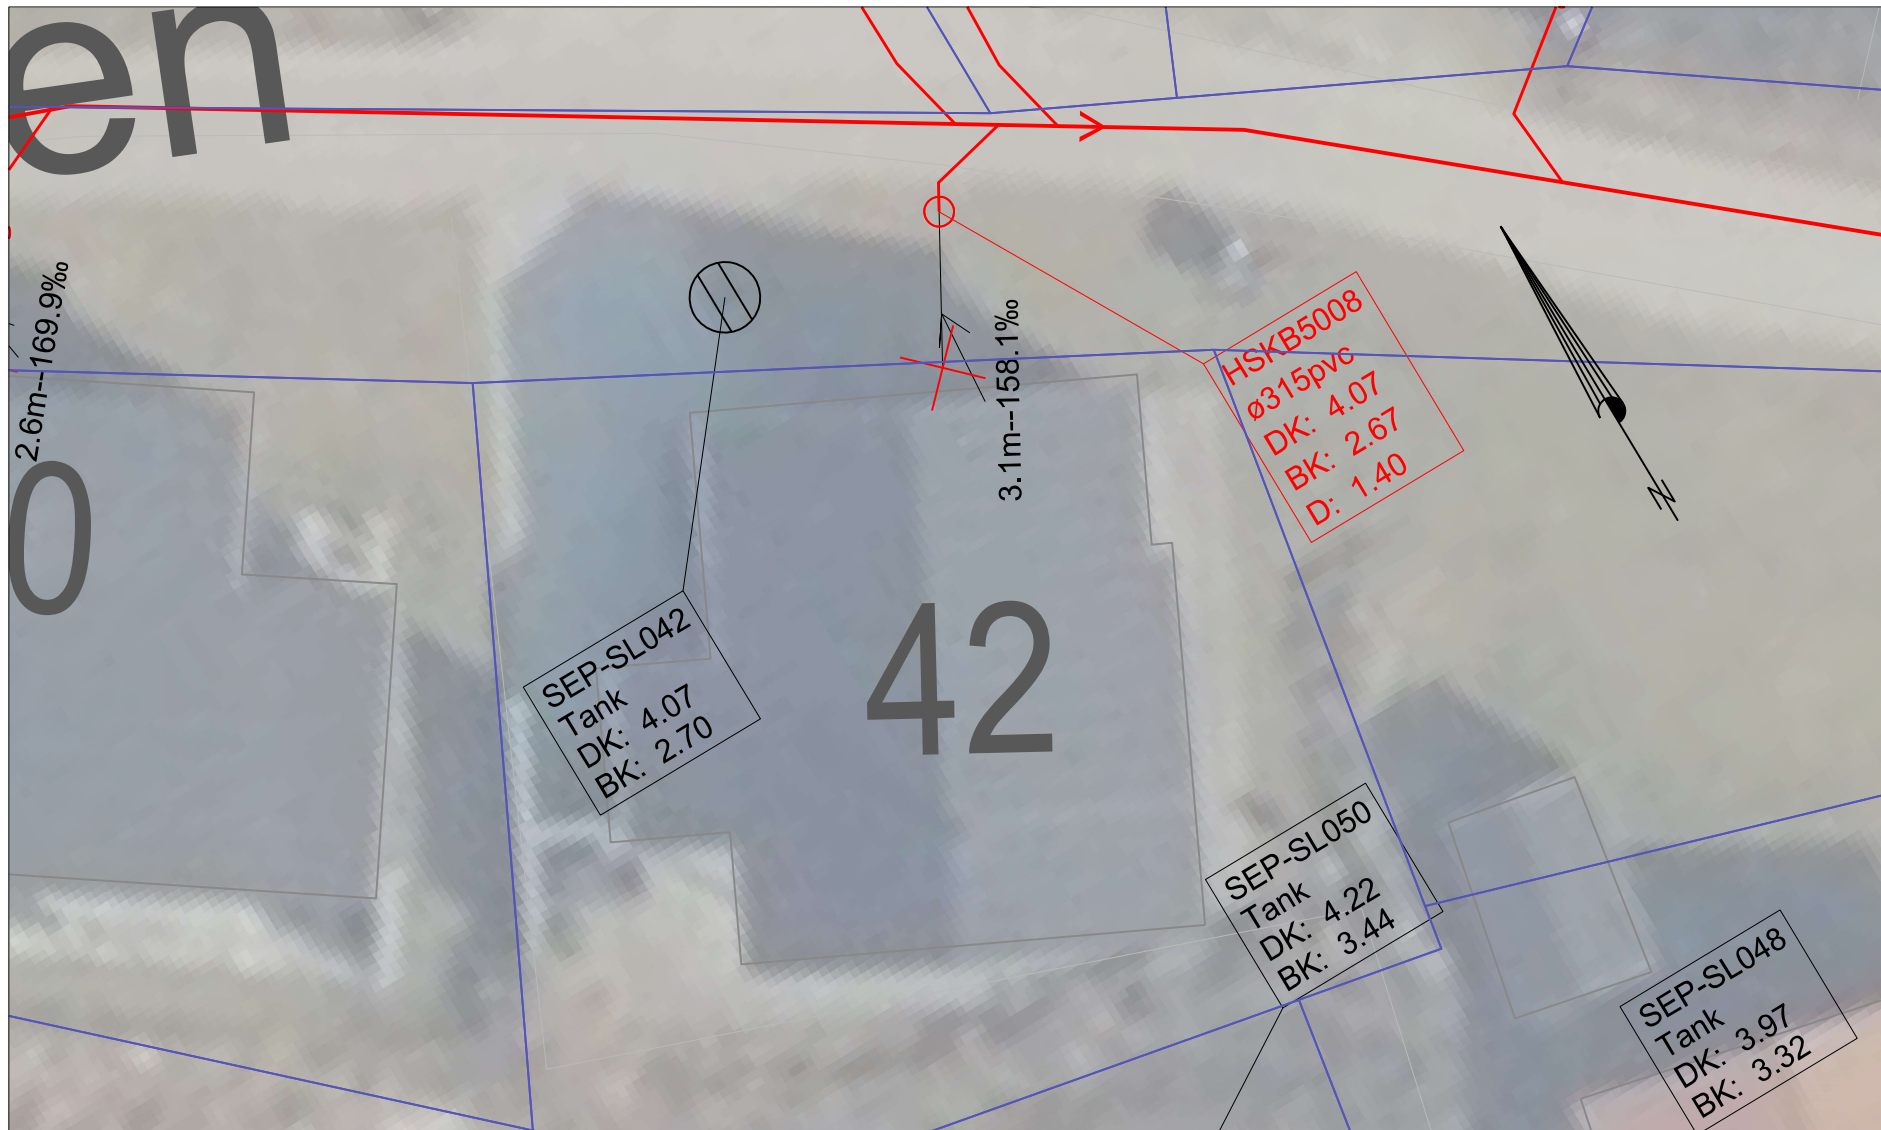 en
2.6m--169.9‰
0
3.1m--158.1‰
HSKB5008
ø315pvc
DK: 4.07
BK: 2.67
D: 1.40
N
SEP-SL042
Tank
DK: 4.07
BK: 2.70
42
SEP-SL050
Tank
DK: 4.22
BK: 3.44
SEP-SL048
Tank
DK: 3.97
BK: 3.32